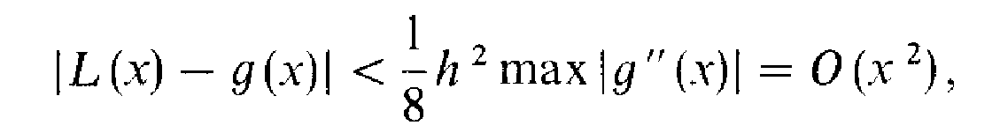 |L(x) − g(x)| < 1/8 h² max |g″(x)| = O(x²),